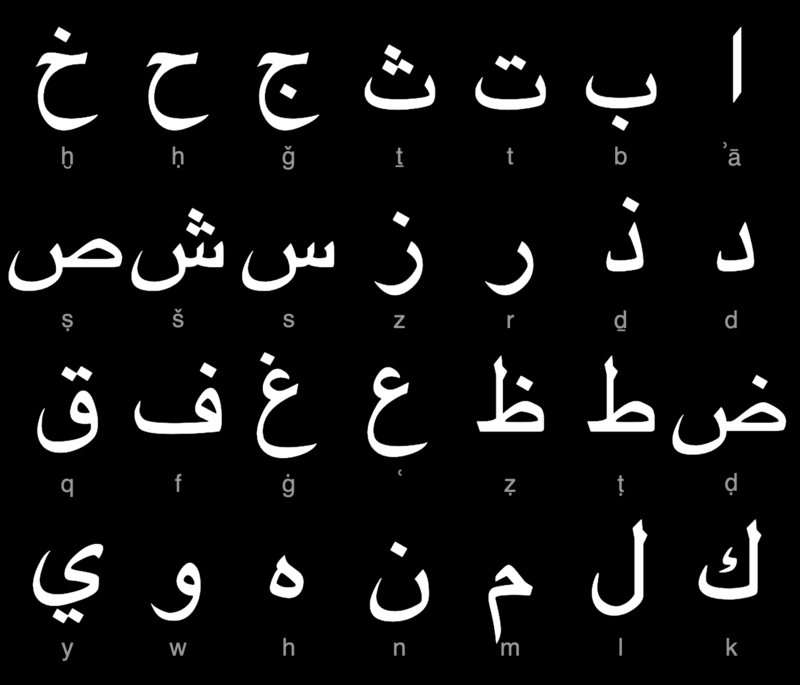 ا ب ت ث ج ح خ
ʾā b t ṯ ǧ ḥ ḫ
د ذ ر ز س ش ص
d ḏ r z s š ṣ
ض ط ظ ع غ ف ق
ḍ ṭ ẓ ʿ ġ f q
ك ل م ن ه و ي
k l m n h w y